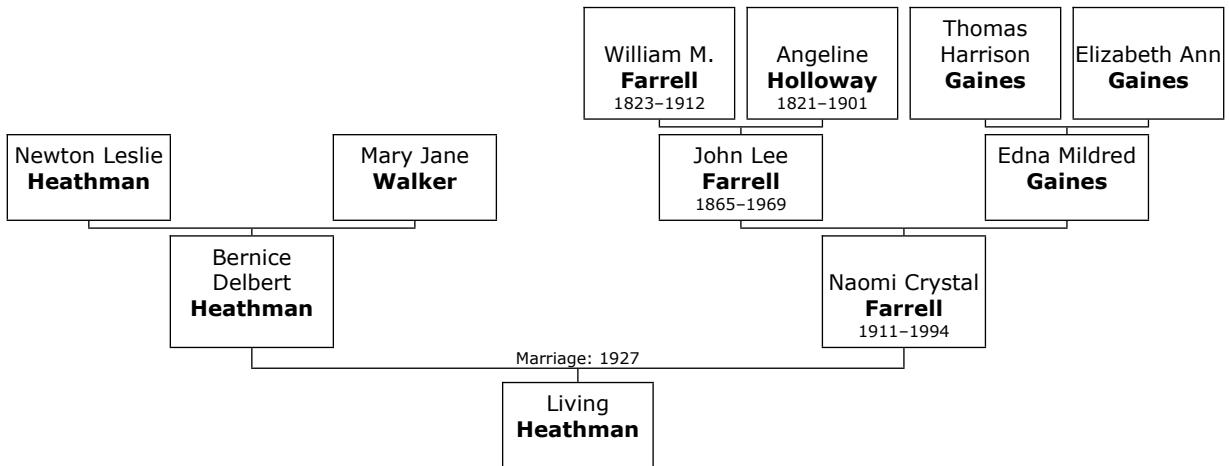 William M.
Farrell
1823–1912
Angeline
Holloway
1821–1901
Thomas
Harrison
Gaines
Elizabeth Ann
Gaines
Newton Leslie
Heathman
Mary Jane
Walker
John Lee
Farrell
1865–1969
Edna Mildred
Gaines
Bernice
Delbert
Heathman
Naomi Crystal
Farrell
1911–1994
Marriage: 1927
Living
Heathman